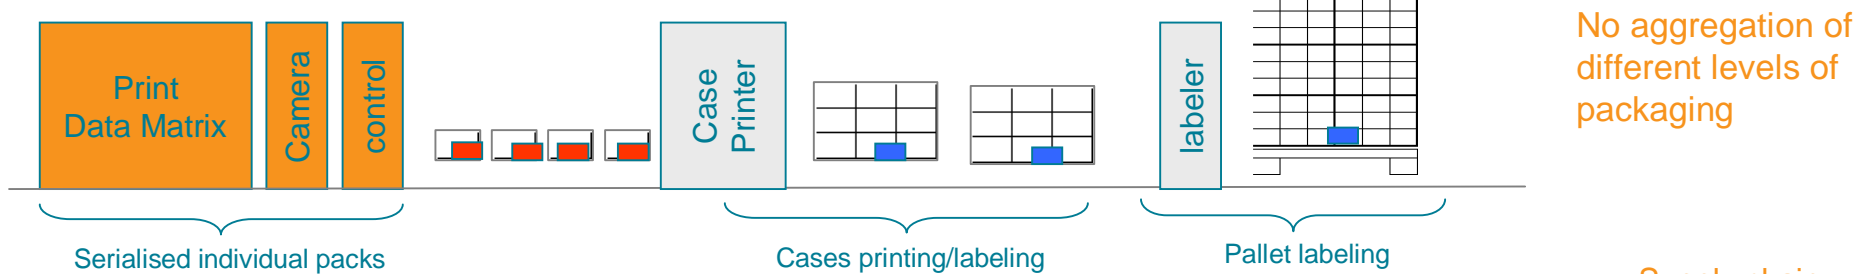 No aggregation of
different levels of
packaging
Print
Data Matrix
Camera
control
Case
Printer
labeler
Serialised individual packs
Cases printing/labeling
Pallet labeling